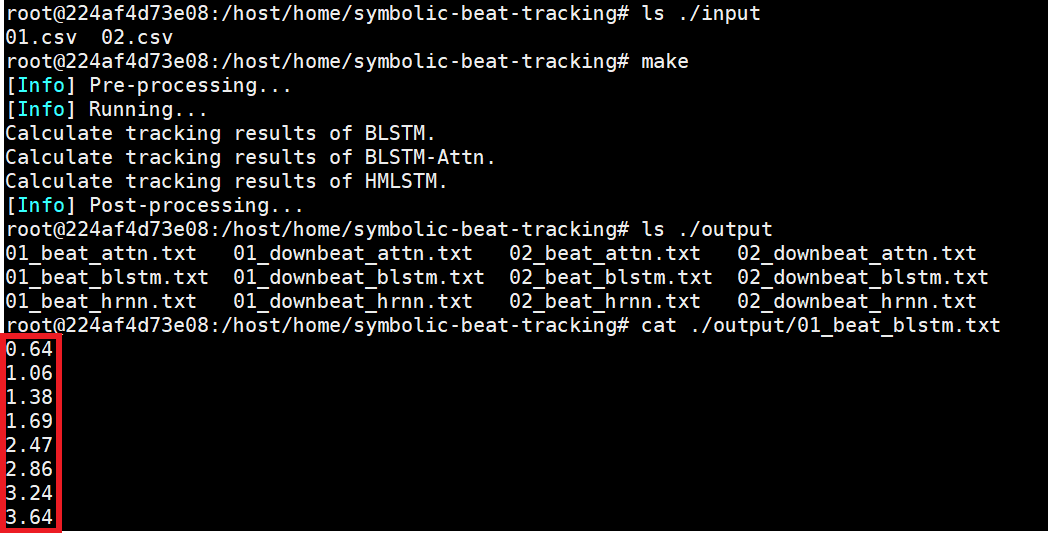 root@224af4d73e08:/host/home/symbolic-beat-tracking# ls ./input
01.csv  02.csv
root@224af4d73e08:/host/home/symbolic-beat-tracking# make
[Info] Pre-processing...
[Info] Running...
Calculate tracking results of BLSTM.
Calculate tracking results of BLSTM-Attn.
Calculate tracking results of HMLSTM.
[Info] Post-processing...
root@224af4d73e08:/host/home/symbolic-beat-tracking# ls ./output
01_beat_attn.txt   01_downbeat_attn.txt   02_beat_attn.txt   02_downbeat_attn.txt
01_beat_blstm.txt  01_downbeat_blstm.txt  02_beat_blstm.txt  02_downbeat_blstm.txt
01_beat_hrnn.txt   01_downbeat_hrnn.txt   02_beat_hrnn.txt   02_downbeat_hrnn.txt
root@224af4d73e08:/host/home/symbolic-beat-tracking# cat ./output/01_beat_blstm.txt
0.64
1.06
1.38
1.69
2.47
2.86
3.24
3.64